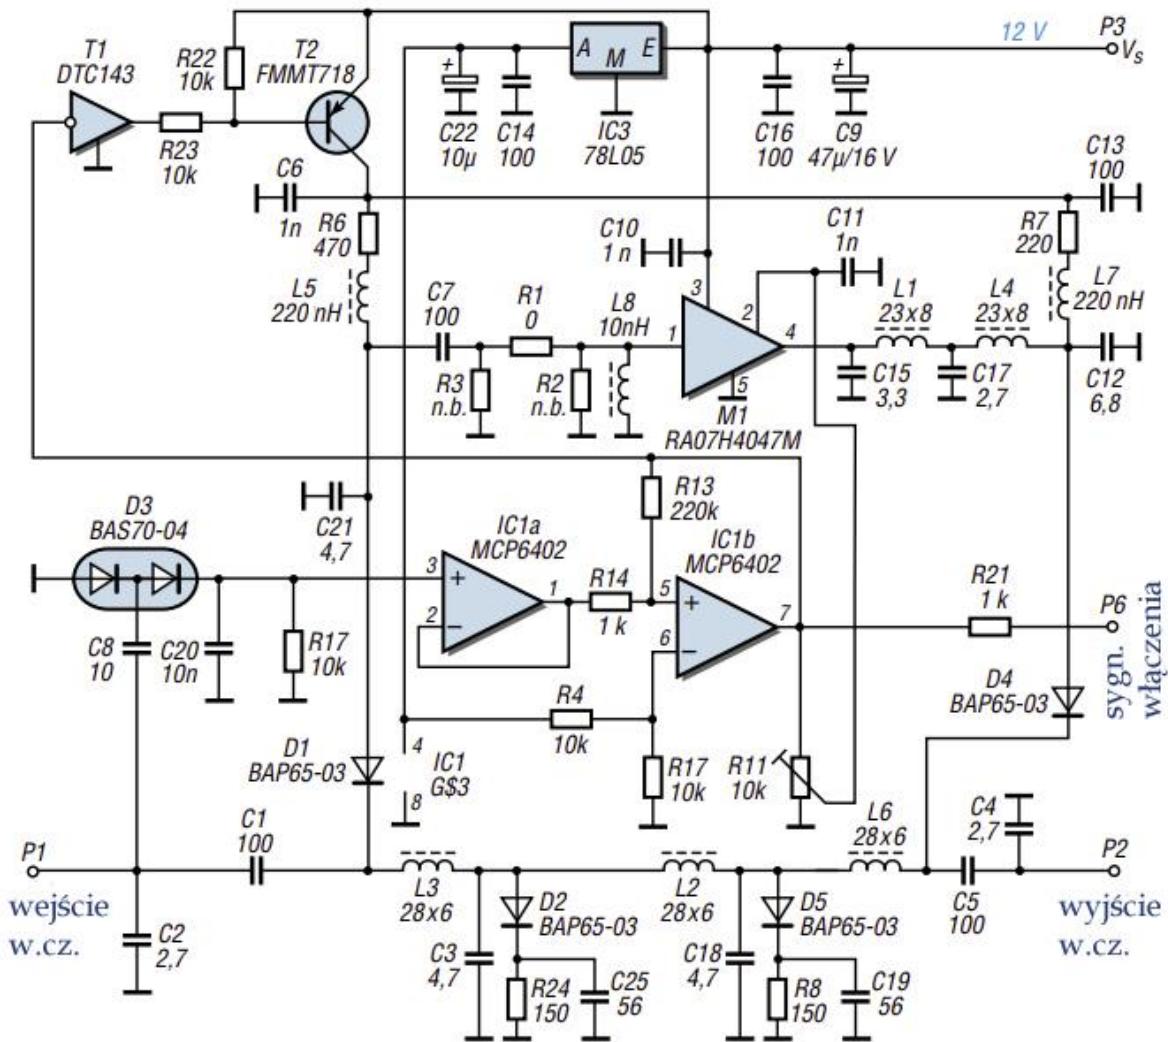 T1
DTC143
R22
10k
T2
FMMT718
R23
10k
A
M
E
IC3
78L05
+
C22
10µ
C14
100
C16
100
+
C9
47µ/16 V
12 V
P3
Vs
C13
100
C6
1n
R6
470
L5
220 nH
C7
100
R1
0
R3
n.b.
R2
n.b.
L8
10nH
C10
1 n
C11
1n
1
3
2
4
5
M1
RA07H4047M
L1
23x8
L4
23x8
C15
3,3
C17
2,7
R7
220
L7
220 nH
C12
6,8
D3
BAS70-04
C21
4,7
C8
10
C20
10n
R17
10k
IC1a
MCP6402
3
+
2
–
1
R14
1 k
R13
220k
IC1b
MCP6402
5
+
6
–
7
R21
1 k
P6
sygn.
włączenia
R4
10k
R17
10k
R11
10k
4
IC1
G$3
8
D1
BAP65-03
D4
BAP65-03
P1
wejście
w.cz.
C1
100
C2
2,7
L3
28x6
C3
4,7
D2
BAP65-03
R24
150
C25
56
L2
28x6
C18
4,7
D5
BAP65-03
R8
150
C19
56
L6
28x6
C5
100
C4
2,7
P2
wyjście
w.cz.